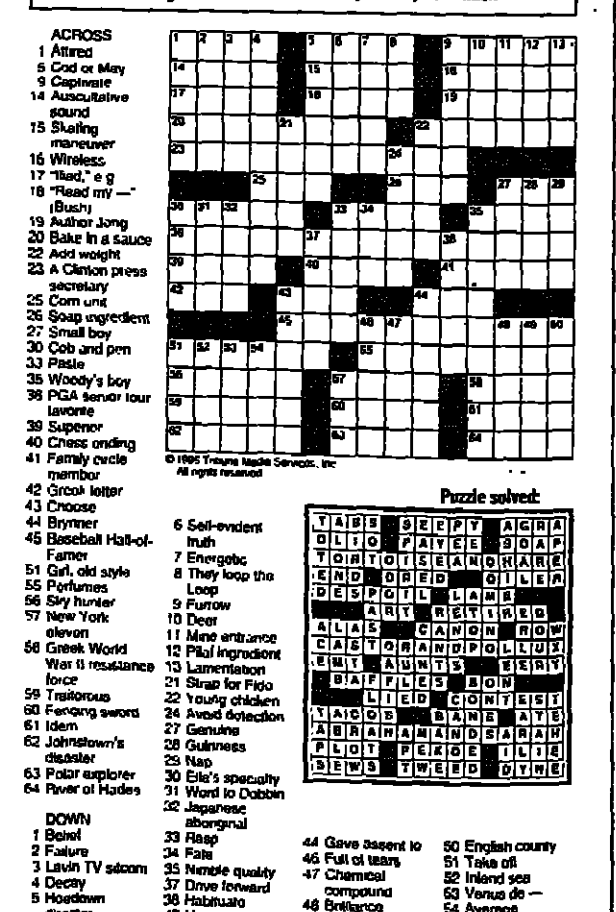 ACROSS
1 Attired
5 Cod or May
9 Captivate
14 Auscultative
sound
15 Skating
maneuver
16 Wireless
17 "Iliad," e g
18 "Read my —"
(Bush)
19 Author Jong
20 Bake in a sauce
22 Add weight
23 A Clinton press
secretary
25 Corn unit
26 Soap ingredient
27 Small boy
30 Cob and pen
33 Paste
35 Woody's boy
36 PGA senior tour
favorite
39 Superior
40 Chess ending
41 Family circle
member
42 Greek letter
43 Choose
44 Brynner
45 Baseball Hall-of-
Famer
51 Girl, old style
55 Perfumes
56 Sky hunter
57 New York
eleven
58 Greek World
War II resistance
force
59 Traitorous
60 Fencing sword
61 Idem
62 Johnstown's
disaster
63 Polar explorer
64 River of Hades
DOWN
1 Belief
2 Failure
3 Lavin TV sitcom
4 Decay
5 Hoedown
6 Self-evident
truth
7 Energetic
8 They loop the
Loop
9 Furrow
10 Deer
11 Mine entrance
12 Pilaf ingredient
13 Lamentation
21 Strap for Fido
22 Young chicken
24 Avoid detection
27 Genuine
28 Guinness
29 Nap
30 Ella's specialty
31 Word to Dobbin
32 Japanese
aboriginal
33 Rasp
34 Fate
35 Nimble quality
37 Drive forward
38 Habituate
44 Gave assent to
46 Full of tears
47 Chemical
compound
48 Brilliance
50 English county
51 Take off
52 Inland sea
53 Venus de —
54 Averaged
© 1995 Tribune Media Services, Inc
All rights reserved
Puzzle solved:
TABS SEEPY AGRA
OLIO PAYEE SOAP
TORTOISEANDHARE
END DRED OILER
DESPOIL LAME
ART RETIRED
ALAS CANON ROW
CASTORANDPOLLUX
EMT AUNTS EERY
BAFFLES BON
LIED CONTEST
TACOS BANE ATE
ABRAHAMANDSARAH
PLOT PEKOE ILIE
SEWS TWEED DYNE